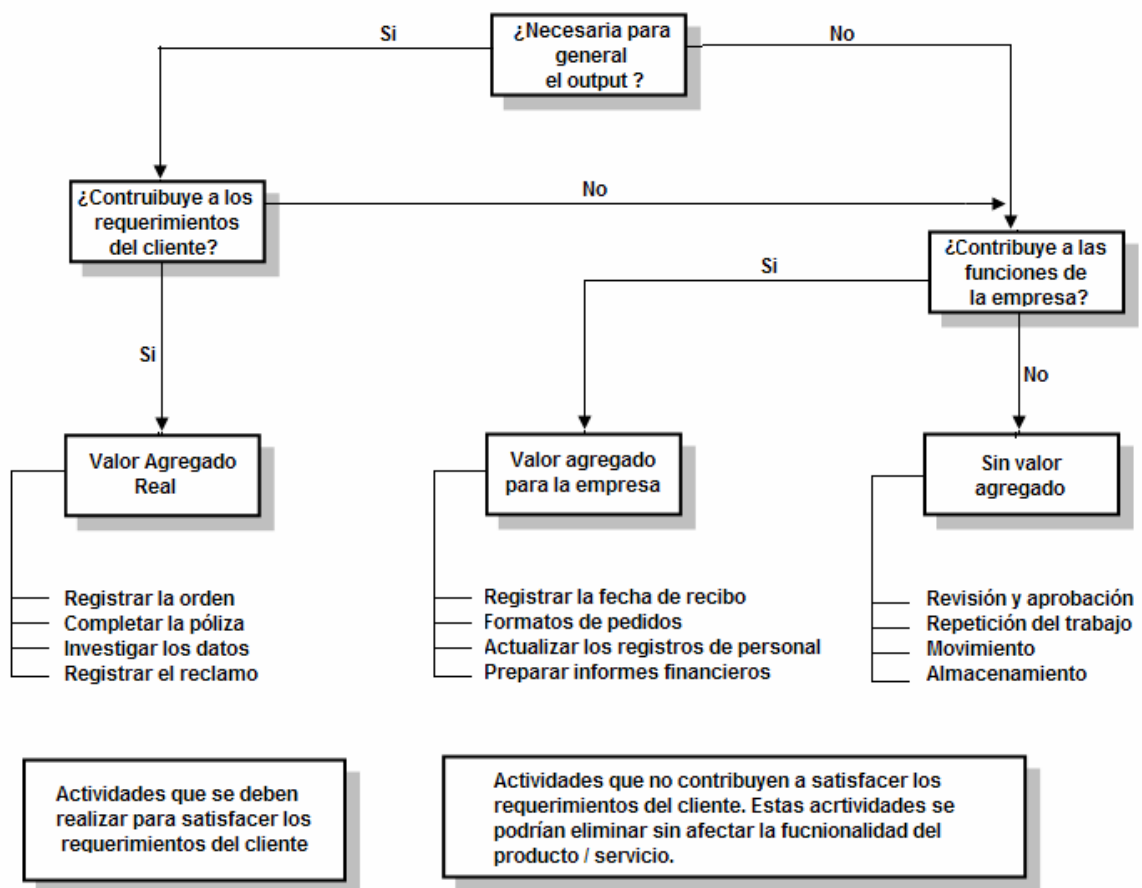 Si
¿Necesaria para
general
el output ?
No
¿Contruibuye a los
requerimientos
del cliente?
No
¿Contribuye a las
funciones de
la empresa?
Si
Si
No
Valor Agregado
Real
Valor agregado
para la empresa
Sin valor
agregado
Registrar la orden
Completar la póliza
Investigar los datos
Registrar el reclamo
Registrar la fecha de recibo
Formatos de pedidos
Actualizar los registros de personal
Preparar informes financieros
Revisión y aprobación
Repetición del trabajo
Movimiento
Almacenamiento
Actividades que se deben
realizar para satisfacer los
requerimientos del cliente
Actividades que no contribuyen a satisfacer los
requerimientos del cliente. Estas acrtividades se
podrían eliminar sin afectar la fucnionalidad del
producto / servicio.